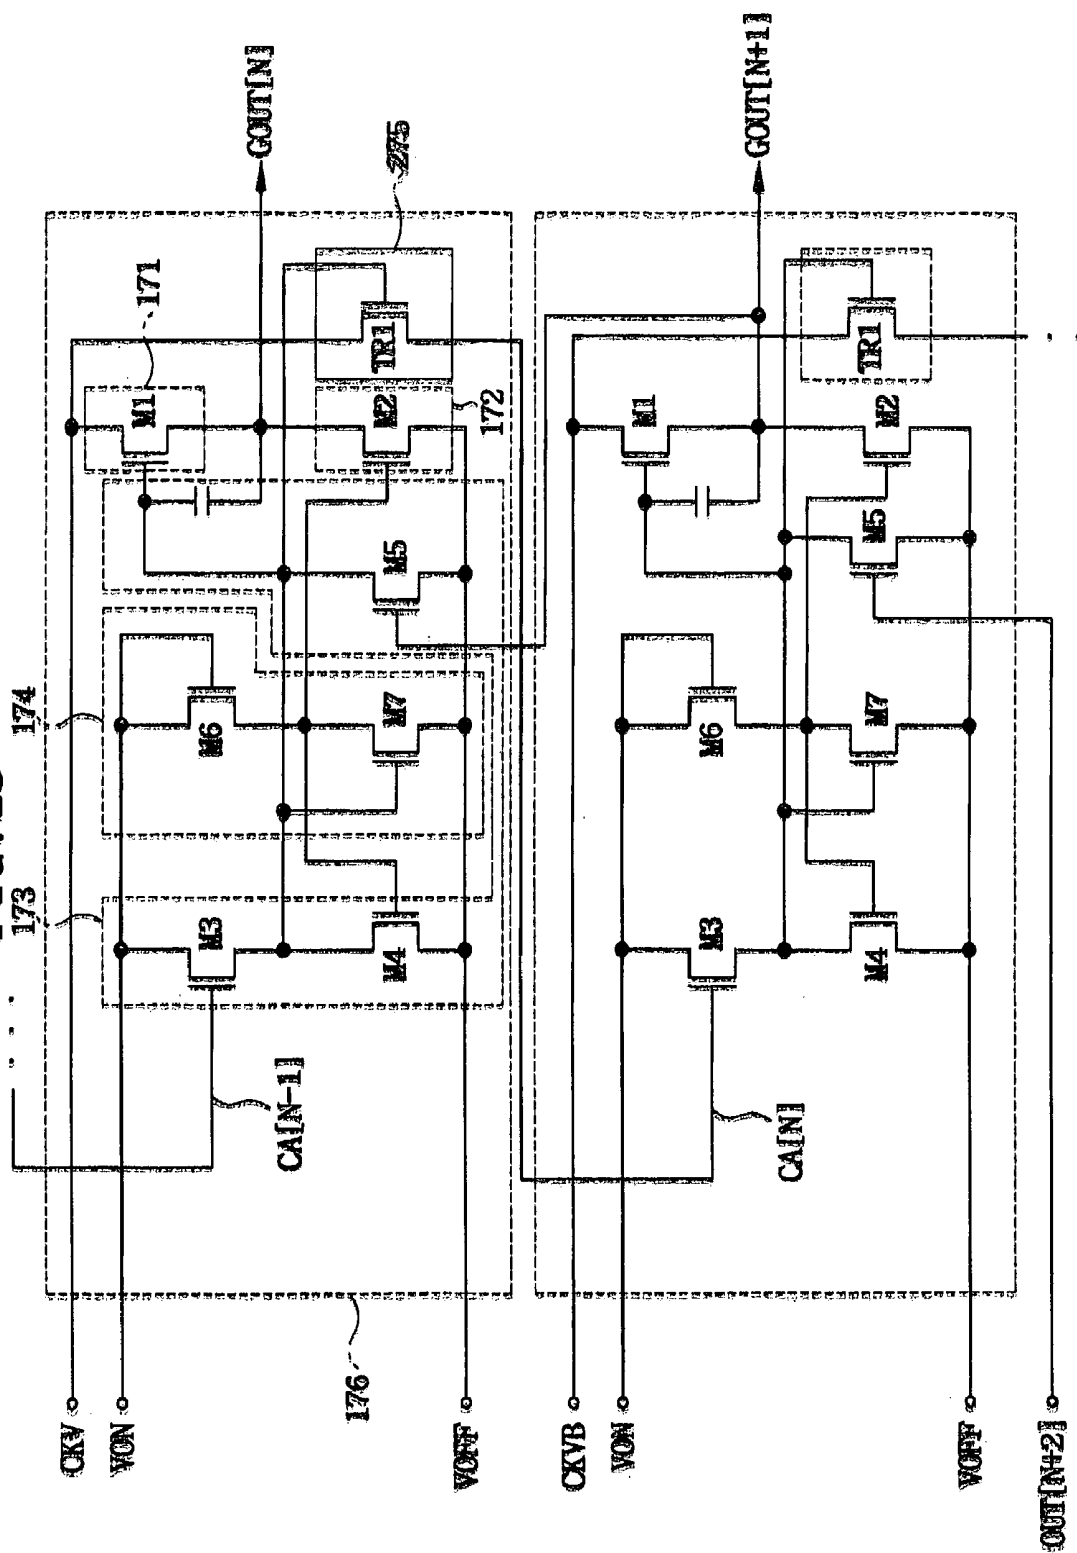 GOUT[N]
275
171
M1
TR1
M2
172
M5
174
M6
M7
173
M3
M4
CA[N-1]
176
CKV
VON
VOFF
GOUT[N+1]
TR1
M1
M2
M5
M6
M7
M3
M4
CA[N]
CKVB
VON
VOFF
OUT[N+2]